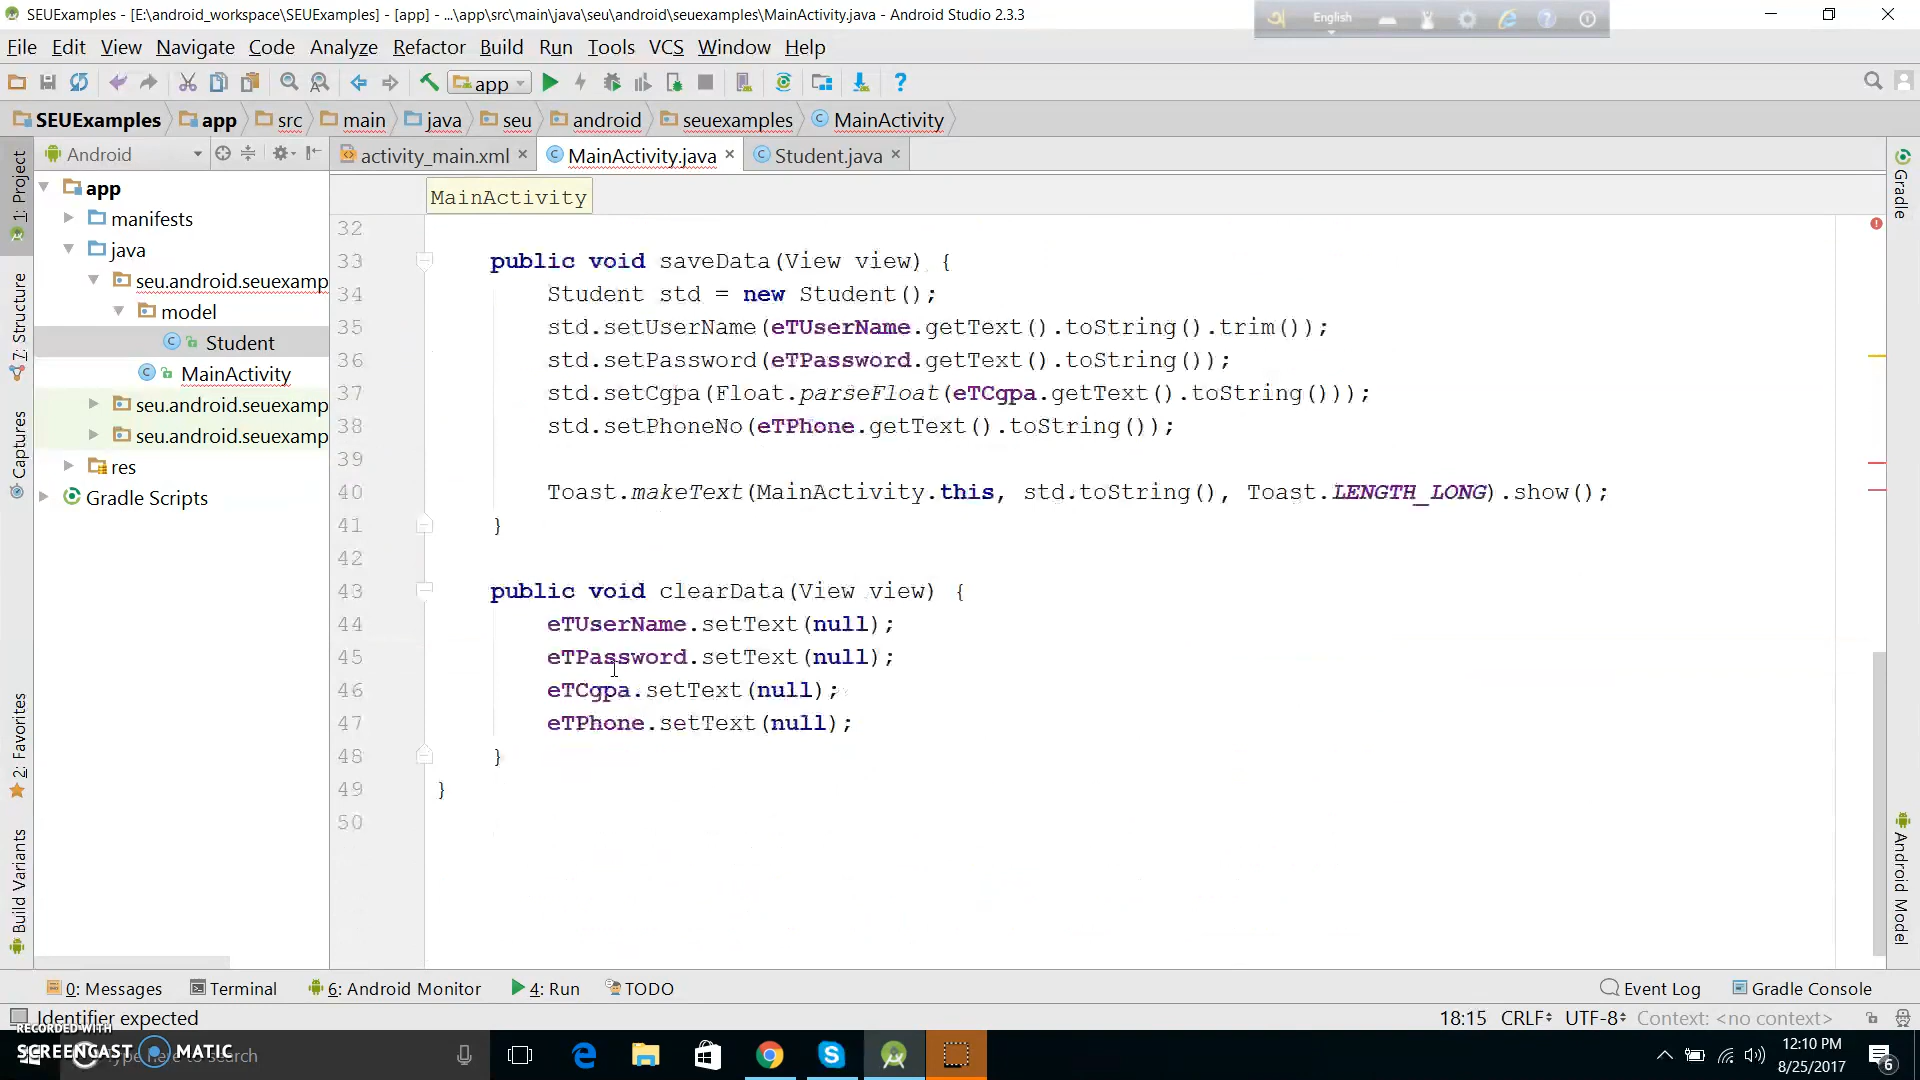 SEUExamples - [E:\android_workspace\SEUExamples] - [app] - ...\app\src\main\java\seu\android\seuexamples\MainActivity.java - Android Studio 2.3.3
English
File Edit View Navigate Code Analyze Refactor Build Run Tools VCS Window Help
app
SEUExamples app src main java seu android seuexamples MainActivity
Android
activity_main.xml MainActivity.java Student.java
MainActivity
1: Project
7: Structure
Captures
2: Favorites
Build Variants
Gradle
Android Model
app
manifests
java
seu.android.seuexamp
model
Student
MainActivity
seu.android.seuexamp
seu.android.seuexamp
res
Gradle Scripts
32
33 public void saveData(View view) {
34 Student std = new Student();
35 std.setUserName(eTUserName.getText().toString().trim());
36 std.setPassword(eTPassword.getText().toString());
37 std.setCgpa(Float.parseFloat(eTCgpa.getText().toString()));
38 std.setPhoneNo(eTPhone.getText().toString());
39
40 Toast.makeText(MainActivity.this, std.toString(), Toast.LENGTH_LONG).show();
41 }
42
43 public void clearData(View view) {
44 eTUserName.setText(null);
45 eTPassword.setText(null);
46 eTCgpa.setText(null);
47 eTPhone.setText(null);
48 }
49 }
50
0: Messages Terminal 6: Android Monitor 4: Run TODO Event Log Gradle Console
Identifier expected 18:15 CRLF UTF-8 Context: <no context>
RECORDED WITH
SCREENCAST MATIC
to search
12:10 PM
8/25/2017
6